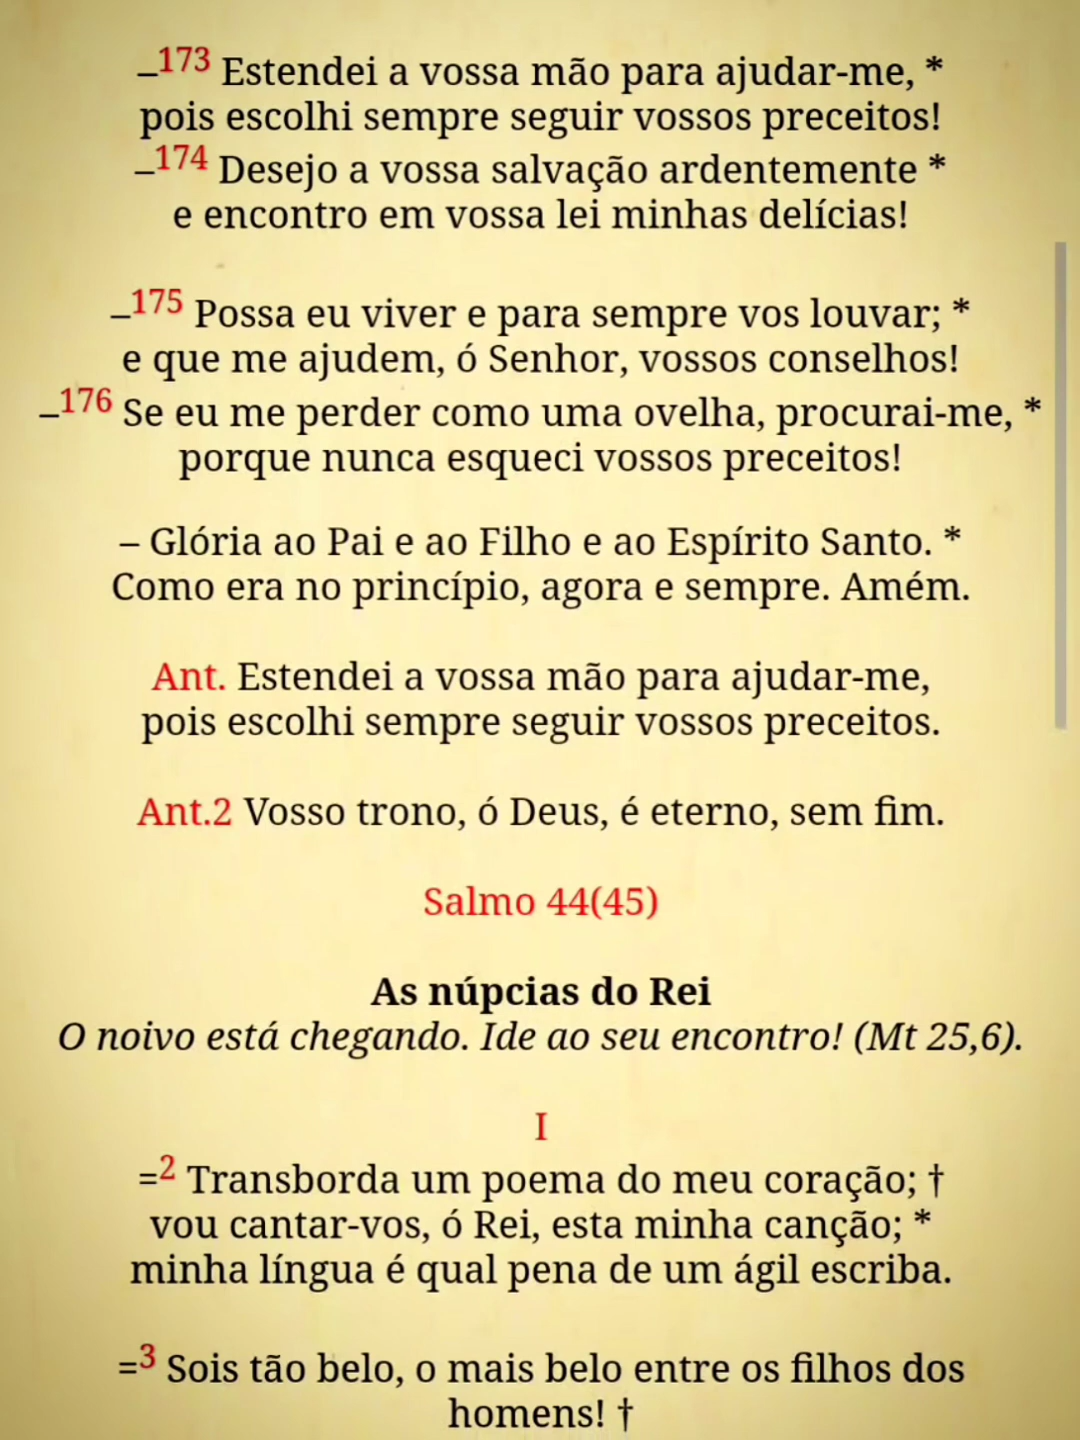 –173 Estendei a vossa mão para ajudar-me, *
pois escolhi sempre seguir vossos preceitos!
–174 Desejo a vossa salvação ardentemente *
e encontro em vossa lei minhas delícias!
–175 Possa eu viver e para sempre vos louvar; *
e que me ajudem, ó Senhor, vossos conselhos!
–176 Se eu me perder como uma ovelha, procurai-me, *
porque nunca esqueci vossos preceitos!
– Glória ao Pai e ao Filho e ao Espírito Santo. *
Como era no princípio, agora e sempre. Amém.
Ant. Estendei a vossa mão para ajudar-me,
pois escolhi sempre seguir vossos preceitos.
Ant.2 Vosso trono, ó Deus, é eterno, sem fim.
Salmo 44(45)
As núpcias do Rei
O noivo está chegando. Ide ao seu encontro! (Mt 25,6).
I
=2 Transborda um poema do meu coração; †
vou cantar-vos, ó Rei, esta minha canção; *
minha língua é qual pena de um ágil escriba.
=3 Sois tão belo, o mais belo entre os filhos dos
homens! †